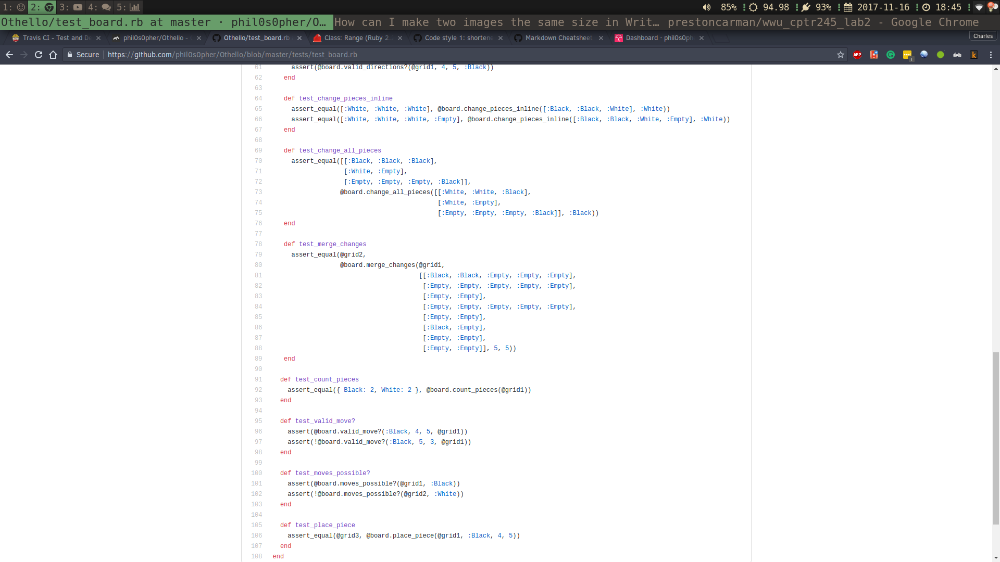 1: 2: 3: 4: 5: 85% 94.98 93% 2017-11-16 18:45
Othello/test_board.rb at master · phil0s0pher/O… How can I make two images the same size in Writ… prestoncarman/wwu_cptr245_lab2 - Google Chrome
Travis CI - Test and De phil0s0pher/Othello - Othello/test_board.rb Class: Range (Ruby 2. Code style 1: shortene Markdown Cheatsheet Dashboard · phil0s0ph Charles
Secure https://github.com/phil0s0pher/Othello/blob/master/tests/test_board.rb ABP 1 k
61 assert(@board.valid_directions?(@grid1, 4, 5, :Black))
62 end
63
64 def test_change_pieces_inline
65 assert_equal([:White, :White, :White], @board.change_pieces_inline([:Black, :Black, :White], :White))
66 assert_equal([:White, :White, :White, :Empty], @board.change_pieces_inline([:Black, :Black, :White, :Empty], :White))
67 end
68
69 def test_change_all_pieces
70 assert_equal([[:Black, :Black, :Black],
71 [:White, :Empty],
72 [:Empty, :Empty, :Empty, :Black]],
73 @board.change_all_pieces([[:White, :White, :Black],
74 [:White, :Empty],
75 [:Empty, :Empty, :Empty, :Black]], :Black))
76 end
77
78 def test_merge_changes
79 assert_equal(@grid2,
80 @board.merge_changes(@grid1,
81 [[:Black, :Black, :Empty, :Empty, :Empty],
82 [:Empty, :Empty, :Empty, :Empty, :Empty],
83 [:Empty, :Empty],
84 [:Empty, :Empty, :Empty, :Empty, :Empty],
85 [:Empty, :Empty],
86 [:Black, :Empty],
87 [:Empty, :Empty],
88 [:Empty, :Empty]], 5, 5))
89 end
90
91 def test_count_pieces
92 assert_equal({ Black: 2, White: 2 }, @board.count_pieces(@grid1))
93 end
94
95 def test_valid_move?
96 assert(@board.valid_move?(:Black, 4, 5, @grid1))
97 assert(!@board.valid_move?(:Black, 5, 3, @grid1))
98 end
99
100 def test_moves_possible?
101 assert(@board.moves_possible?(@grid1, :Black))
102 assert(!@board.moves_possible?(@grid2, :White))
103 end
104
105 def test_place_piece
106 assert_equal(@grid3, @board.place_piece(@grid1, :Black, 4, 5))
107 end
108 end